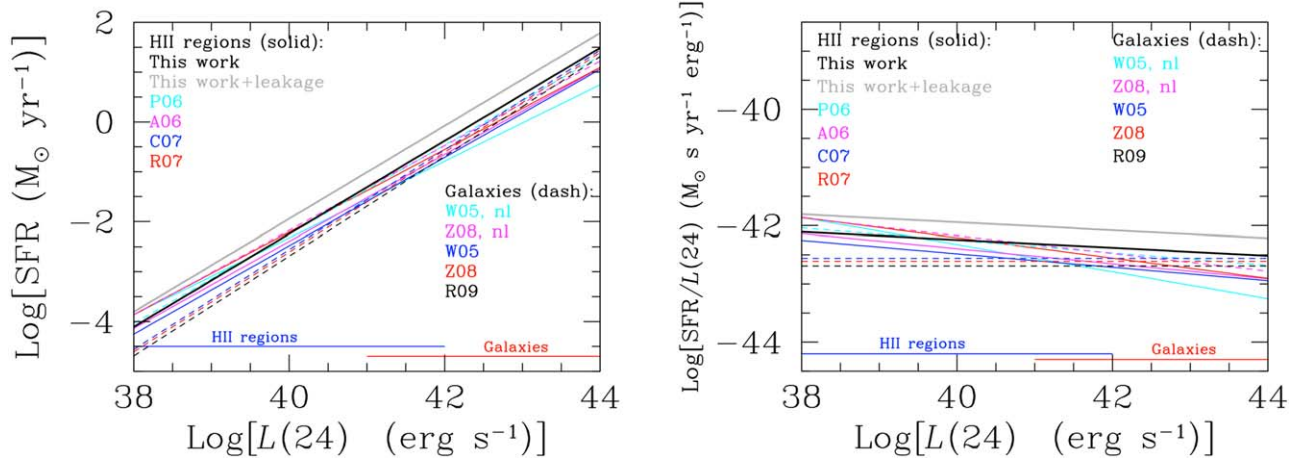 Log[SFR (M⊙ yr⁻¹)]
2
0
−2
−4
HII regions (solid):
This work
This work+leakage
P06
A06
C07
R07
Galaxies (dash):
W05, nl
Z08, nl
W05
Z08
R09
HII regions
Galaxies
38 40 42 44
Log[L(24) (erg s⁻¹)]
Log[SFR/L(24) (M⊙ s yr⁻¹ erg⁻¹)]
−40
−42
−44
HII regions (solid):
This work
This work+leakage
P06
A06
C07
R07
Galaxies (dash):
W05, nl
Z08, nl
W05
Z08
R09
HII regions
Galaxies
38 40 42 44
Log[L(24) (erg s⁻¹)]